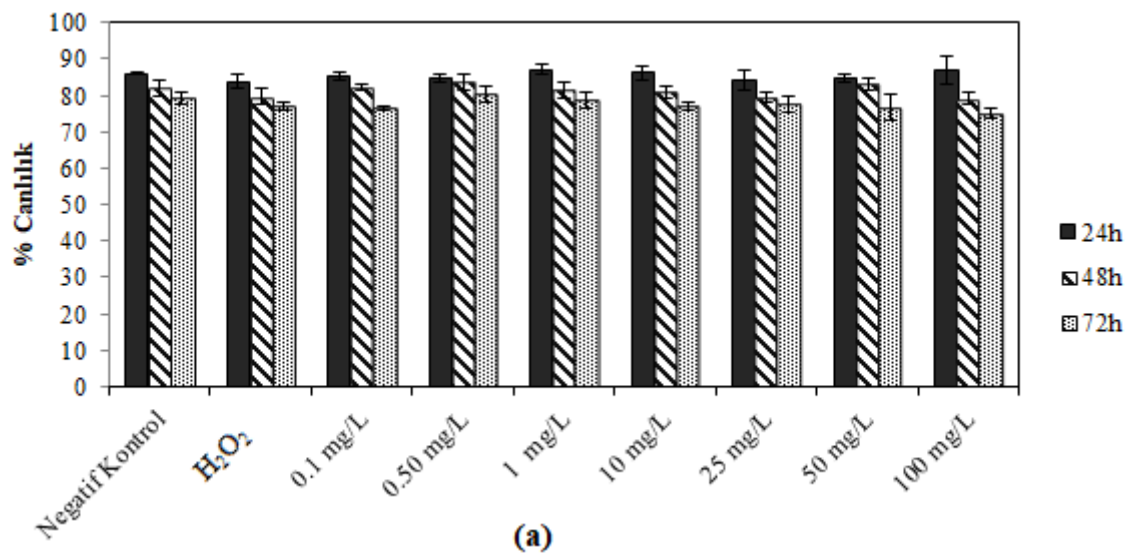 100
90
80
70
60
50
40
30
20
10
0
% Canlılık
Negatif Kontrol
H₂O₂
0.1 mg/L
0.50 mg/L
1 mg/L
10 mg/L
25 mg/L
50 mg/L
100 mg/L
24h
48h
72h
(a)